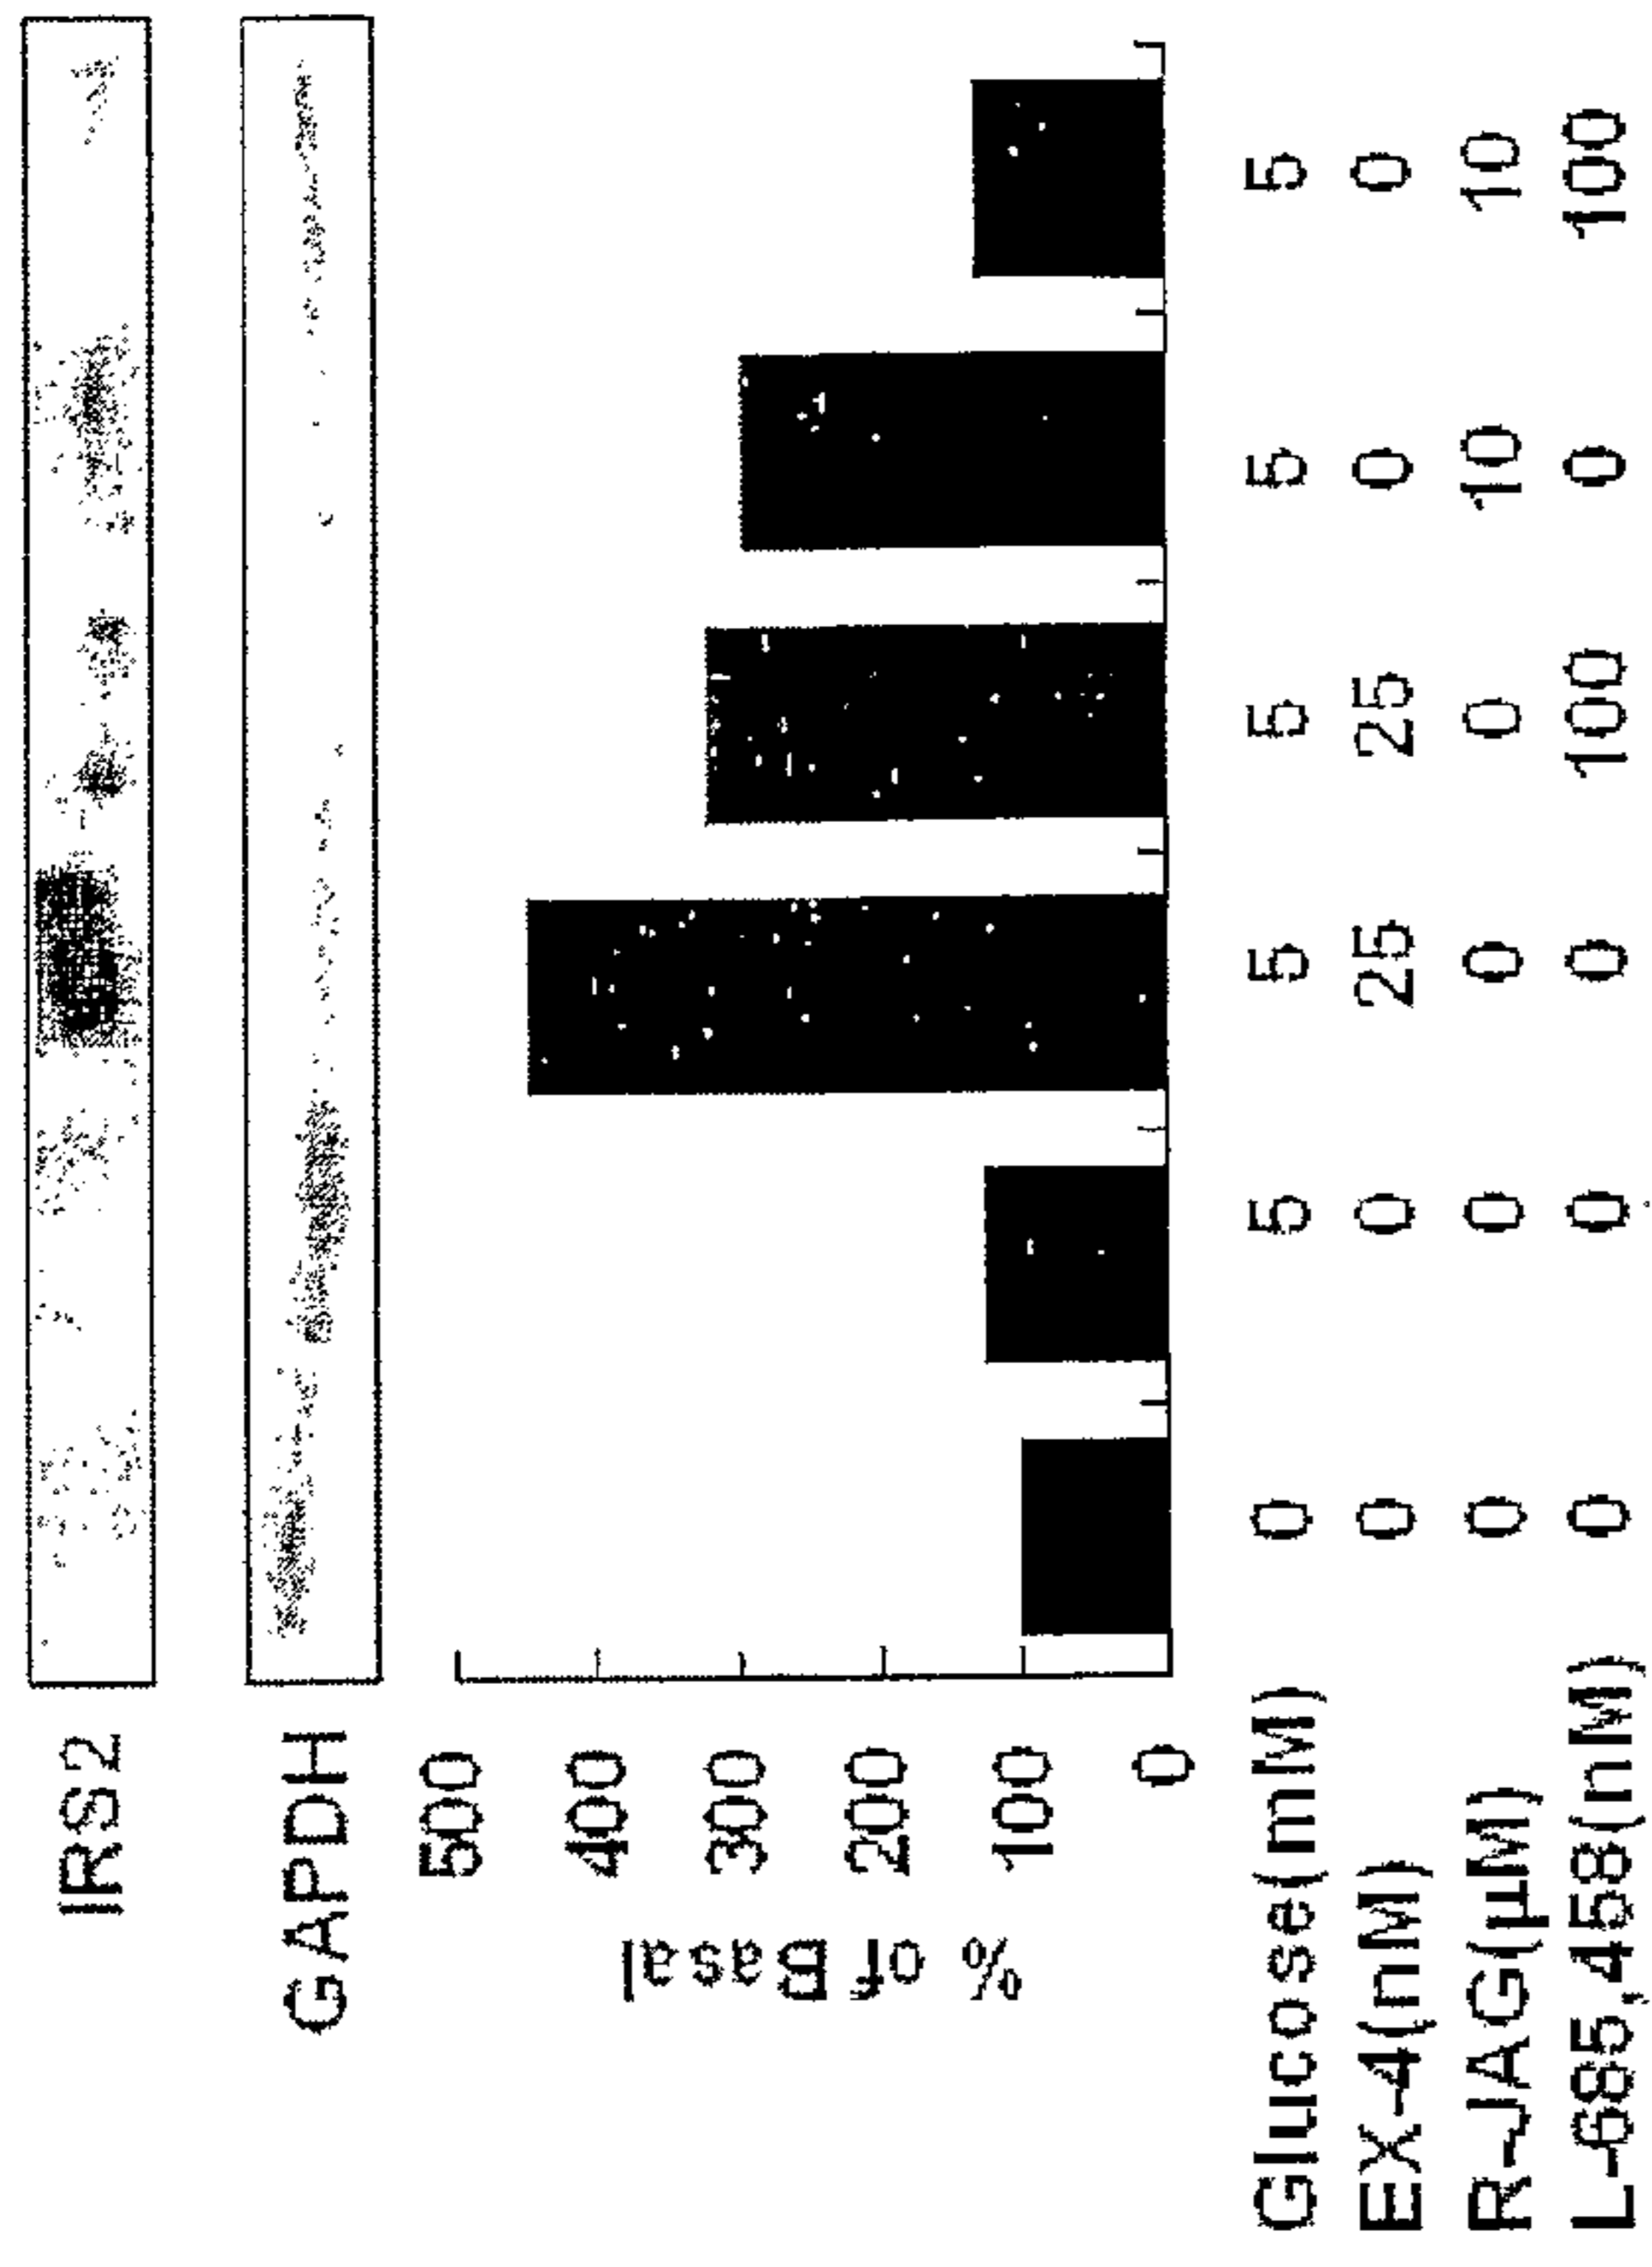 IRS2
GAPDH
500
400
300
200
100
0
% of Basal
Glucose(mM) 0 5 5 5 5 5
EX-4(nM) 0 0 25 25 0 0
R-JAG(µM) 0 0 0 0 10 10
L-685,458(nM) 0 0 0 100 0 100